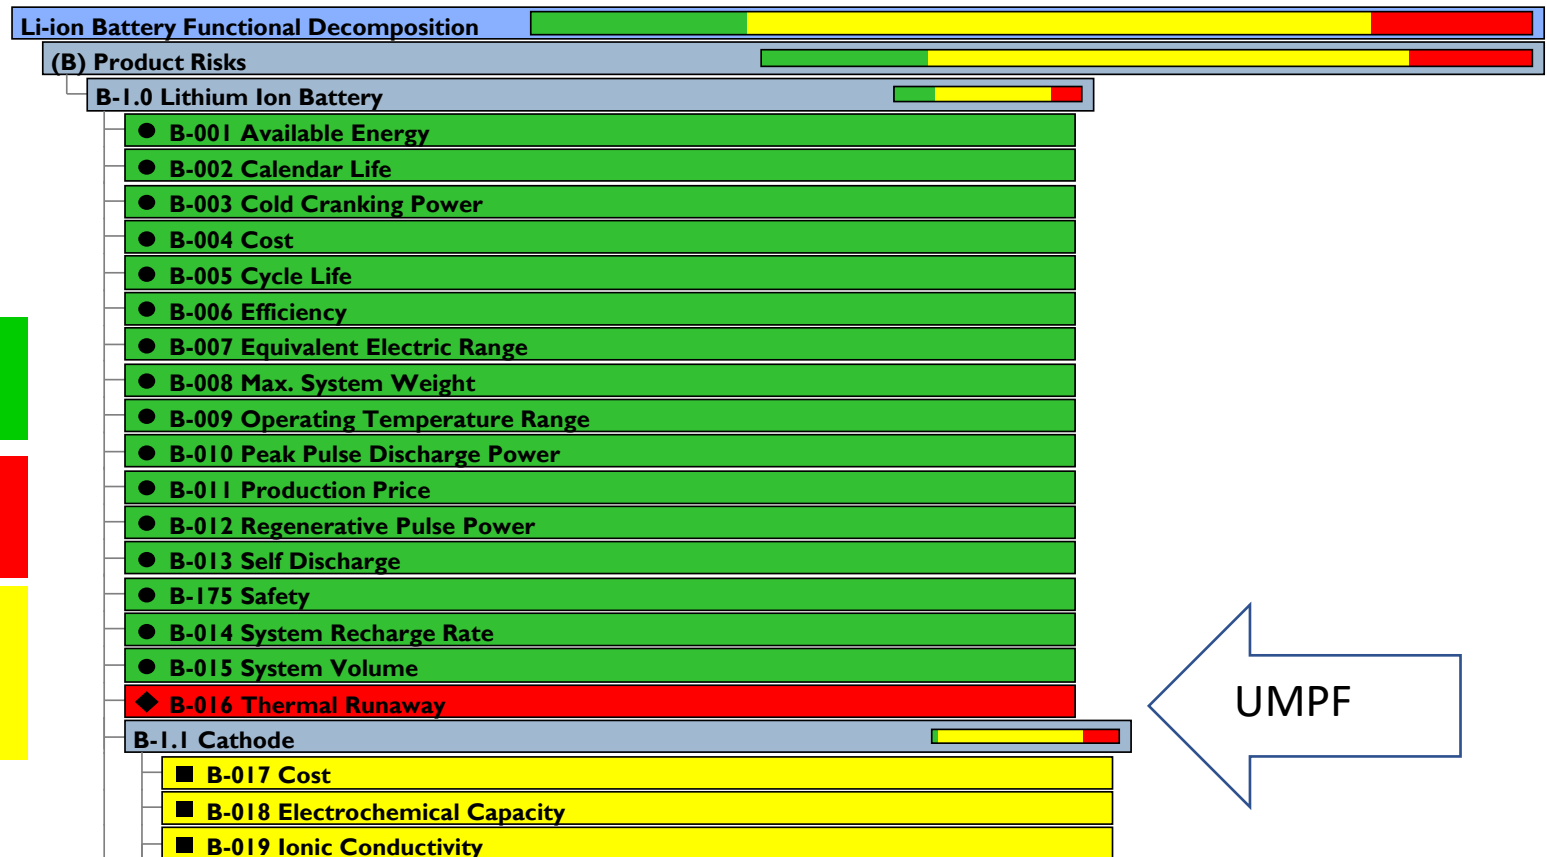 Li-ion Battery Functional Decomposition
(B) Product Risks
B-1.0 Lithium Ion Battery
B-001 Available Energy
B-002 Calendar Life
B-003 Cold Cranking Power
B-004 Cost
B-005 Cycle Life
B-006 Efficiency
B-007 Equivalent Electric Range
B-008 Max. System Weight
B-009 Operating Temperature Range
B-010 Peak Pulse Discharge Power
B-011 Production Price
B-012 Regenerative Pulse Power
B-013 Self Discharge
B-175 Safety
B-014 System Recharge Rate
B-015 System Volume
B-016 Thermal Runaway
UMPF
B-1.1 Cathode
B-017 Cost
B-018 Electrochemical Capacity
B-019 Ionic Conductivity